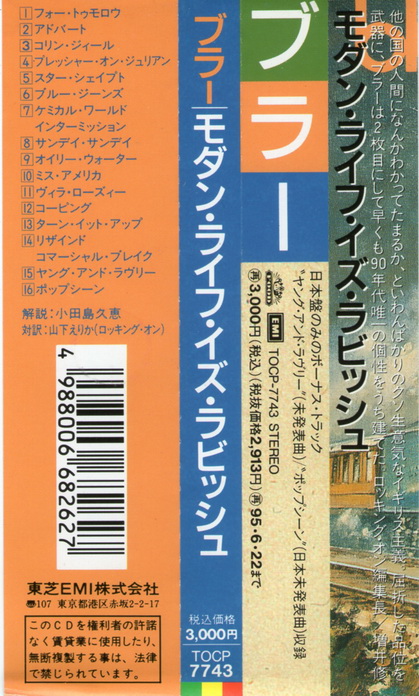 1 フォー・トゥモロウ
2 アドバート
3 コリン・ジィール
4 プレッシャー・オン・ジュリアン
5 スター・シェイプト
6 ブルー・ジーンズ
7 ケミカル・ワールド
インターミッション
8 サンデイ・サンデイ
9 オイリー・ウォーター
10 ミス・アメリカ
11 ヴィラ・ローズィー
12 コーピング
13 ターン・イット・アップ
14 リザインド
コマーシャル・ブレイク
15 ヤング・アンド・ラヴリー
16 ポップシーン
解説：小田島久恵
対訳：山下えりか(ロッキング・オン)
4 988006 682627
東芝EMI株式会社
〒107 東京都港区赤坂2-2-17
このＣＤを権利者の許諾
なく賃貸業に使用したり、
無断複製する事は、法律
で禁じられています。
ブラー｜モダン・ライフ・イズ・ラビッシュ
税込価格
3,000円
TOCP
7743
ブラー
日本盤のみのボーナス・トラック
"ヤング・アンド・ラヴリー"(未発表曲)/"ポップシーン"(日本未発表曲)収録
EMI TOCP-7743 STEREO
再3,000円(税込)(税抜価格2,913円)再95・6・22まで
モダン・ライフ・イズ・ラビッシュ
他の国の人間になんかわかってたまるか、といわんばかりのクソ生意気なイギリス主義、屈折した品位を
武器に、ブラーは2枚目にして早くも90年代唯一の個性をうち建てた。ロッキング・オン編集長／増井修